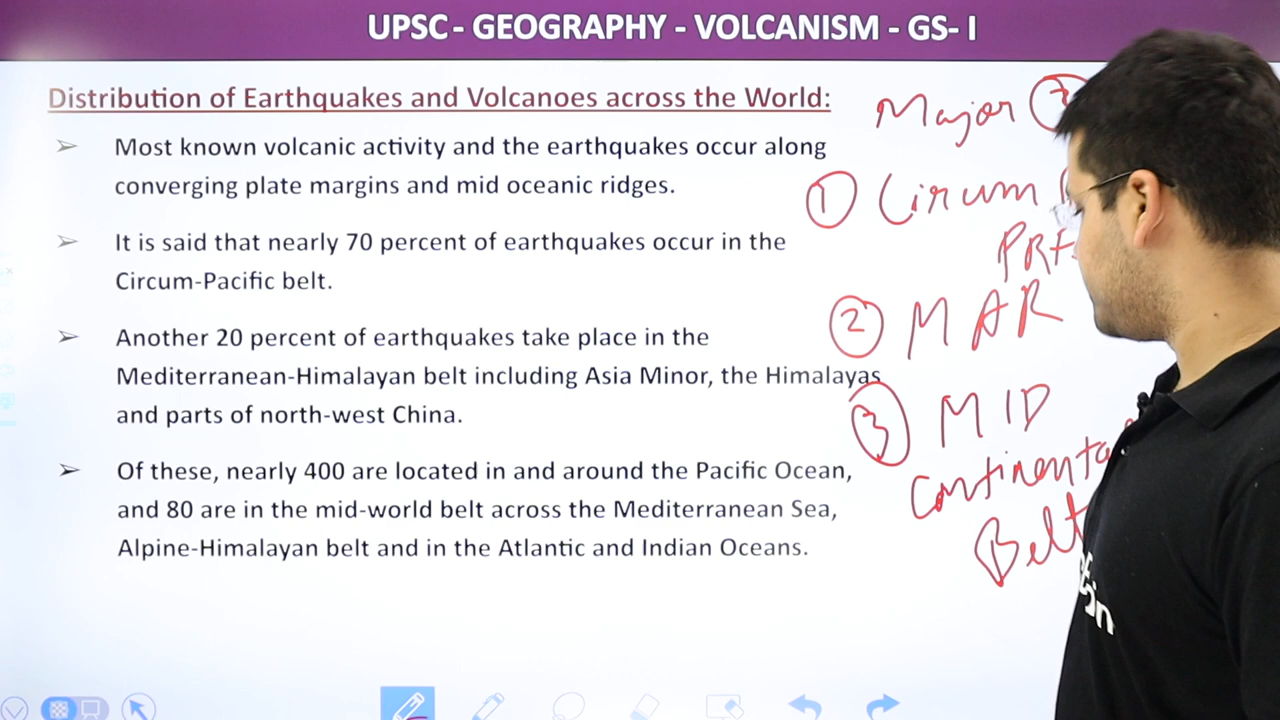 UPSC - GEOGRAPHY - VOLCANISM - GS- I
Distribution of Earthquakes and Volcanoes across the World:
➢ Most known volcanic activity and the earthquakes occur along
converging plate margins and mid oceanic ridges.
➢ It is said that nearly 70 percent of earthquakes occur in the
Circum-Pacific belt.
➢ Another 20 percent of earthquakes take place in the
Mediterranean-Himalayan belt including Asia Minor, the Himalayas
and parts of north-west China.
➢ Of these, nearly 400 are located in and around the Pacific Ocean,
and 80 are in the mid-world belt across the Mediterranean Sea,
Alpine-Himalayan belt and in the Atlantic and Indian Oceans.
Major 3
1 Circum
2 MAR
3 MID
Continenta
Belt